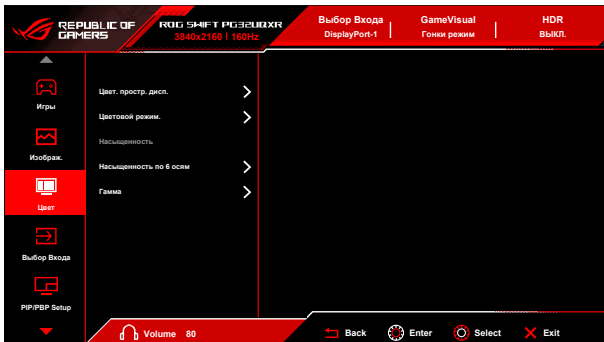 REPUBLIC OF
GAMERS
ROG SWIFT PG32UQXR
3840x2160 | 160Hz
Выбор Входа
DisplayPort-1
GameVisual
Гонки режим
HDR
ВЫКЛ.
Игры
Изображ.
Цвет
Выбор Входа
PIP/PBP Setup
Цвет. простр. дисп.
Цветовой режим.
Насыщенность
Насыщенность по 6 осям
Гамма
Volume 80
Back
Enter
Select
Exit